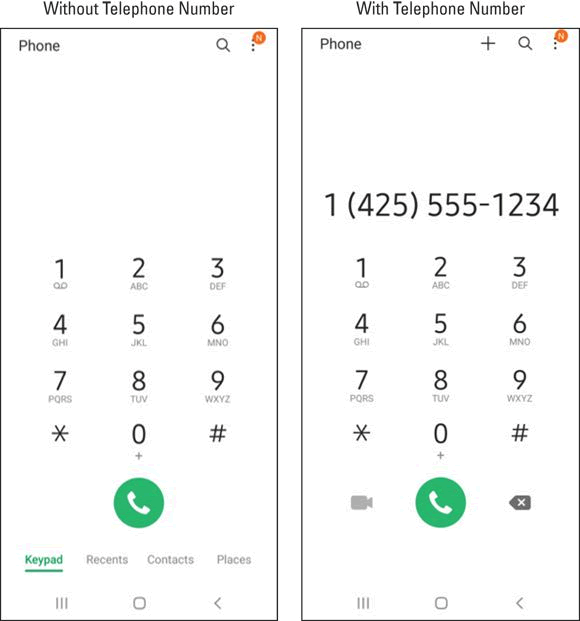 Without Telephone Number
Phone
N
1 2 3
ABC DEF
4 5 6
GHI JKL MNO
7 8 9
PQRS TUV WXYZ
* 0 #
+
Keypad Recents Contacts Places
With Telephone Number
Phone +
N
1 (425) 555-1234
1 2 3
ABC DEF
4 5 6
GHI JKL MNO
7 8 9
PQRS TUV WXYZ
* 0 #
+